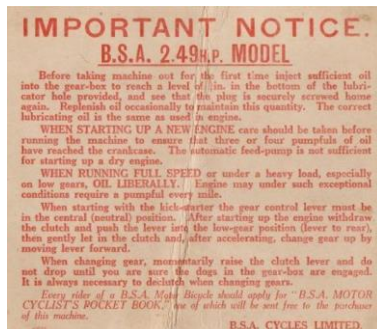 IMPORTANT NOTICE.
B.S.A. 2.49 H.P. MODEL
Before taking machine out for the first time inject sufficient oil
into the gear-box to reach a level of in. in the bottom of the lubri-
cator hole provided, and see that the plug is securely screwed home
again. Replenish oil occasionally to maintain this quantity. The correct
lubricating oil is the same as used in engine.
WHEN STARTING UP A NEW ENGINE care should be taken before
running the machine to ensure that three or four pumpfuls of oil
have reached the crankcase. The automatic feed-pump is not sufficient
for starting up a dry engine.
WHEN RUNNING FULL SPEED or under a heavy load, especially
on low gears, OIL LIBERALLY. Engine may under such exceptional
conditions require a pumpful every mile.
When starting with the kick-starter the gear control lever must be
in the central (neutral) position. After starting up the engine withdraw
the clutch and push the lever into the low-gear position (lever to rear),
then gently let in the clutch and, after accelerating, change gear up by
moving lever forward.
When changing gear, momentarily raise the clutch lever and do
not drop until you are sure the dogs in the gear-box are engaged.
It is always necessary to declutch when changing gears.
Every rider of a B.S.A. Motor Bicycle should apply for "B.S.A. MOTOR
CYCLIST'S POCKET BOOK," one of which will be sent free to the purchaser
of this machine.
B.S.A. CYCLES LIMITED.